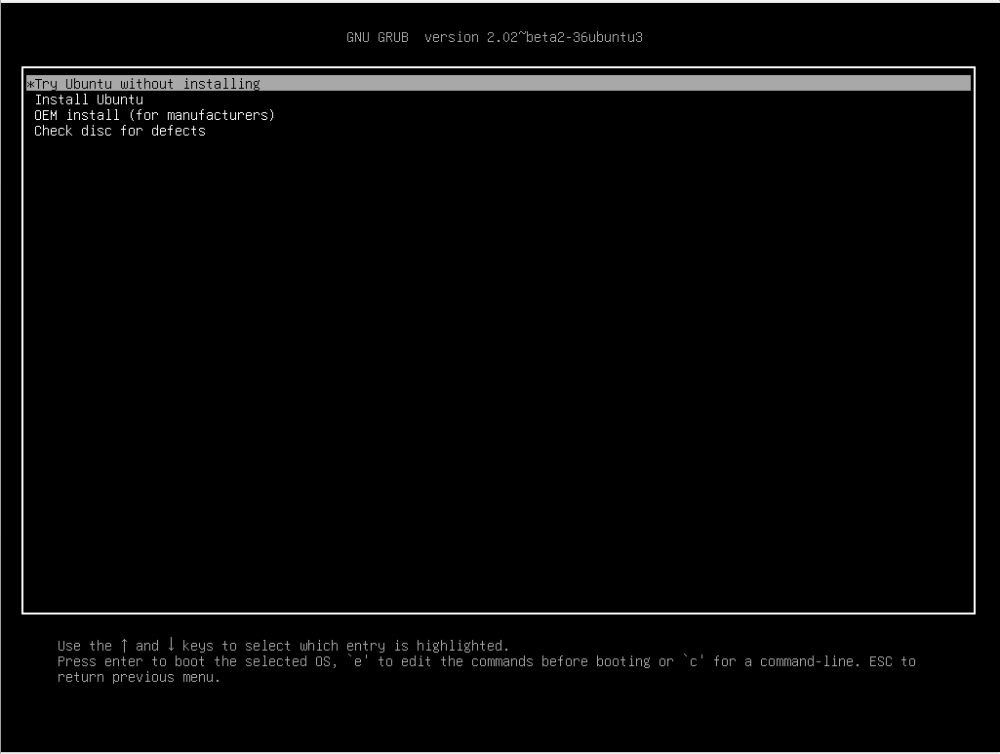 GNU GRUB  version 2.02~beta2-36ubuntu3
*Try Ubuntu without installing
Install Ubuntu
OEM install (for manufacturers)
Check disc for defects
Use the ↑ and ↓ keys to select which entry is highlighted.
Press enter to boot the selected OS, `e' to edit the commands before booting or `c' for a command-line. ESC to
return previous menu.